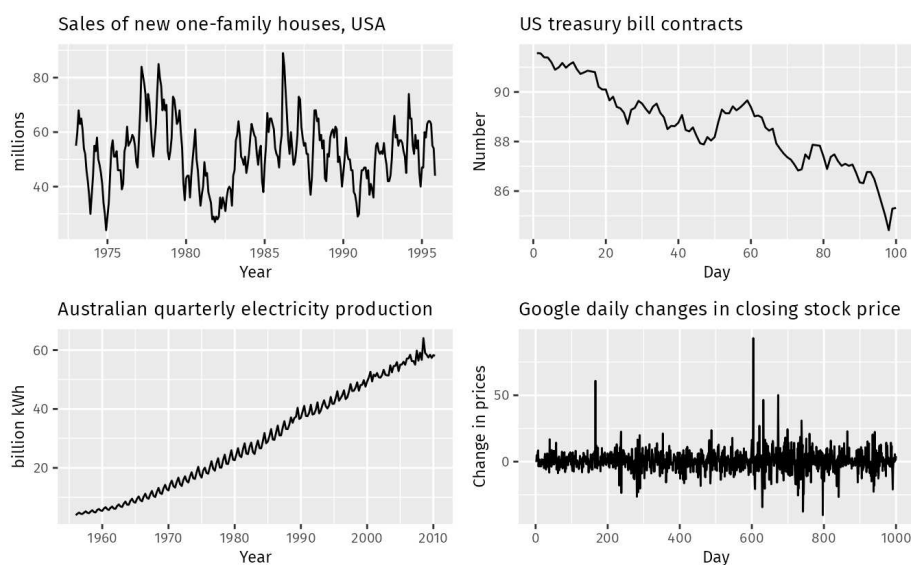 Sales of new one-family houses, USA
millions
80
60
40
1975 1980 1985 1990 1995
Year
US treasury bill contracts
Number
90
88
86
0 20 40 60 80 100
Day
Australian quarterly electricity production
billion kWh
60
40
20
1960 1970 1980 1990 2000 2010
Year
Google daily changes in closing stock price
Change in prices
50
0
0 200 400 600 800 1000
Day